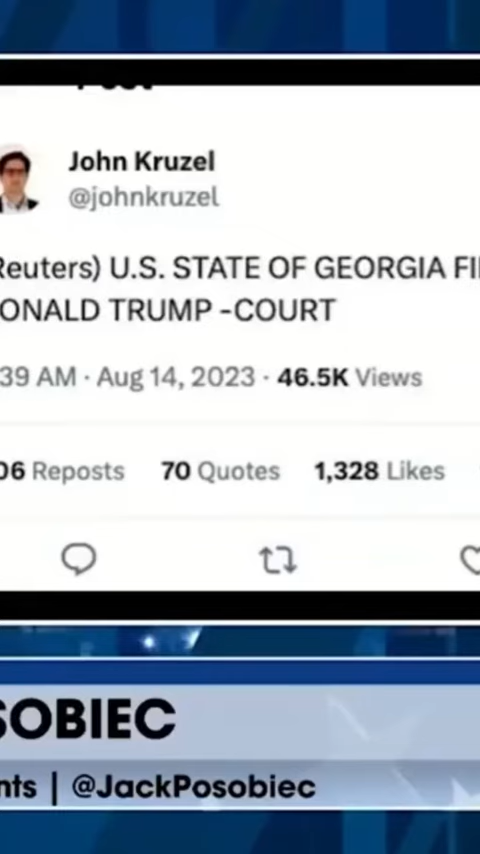 John Kruzel
@johnkruzel
Reuters) U.S. STATE OF GEORGIA FI
ONALD TRUMP -COURT
39 AM · Aug 14, 2023 · 46.5K Views
06 Reposts 70 Quotes 1,328 Likes
SOBIEC
nts | @JackPosobiec